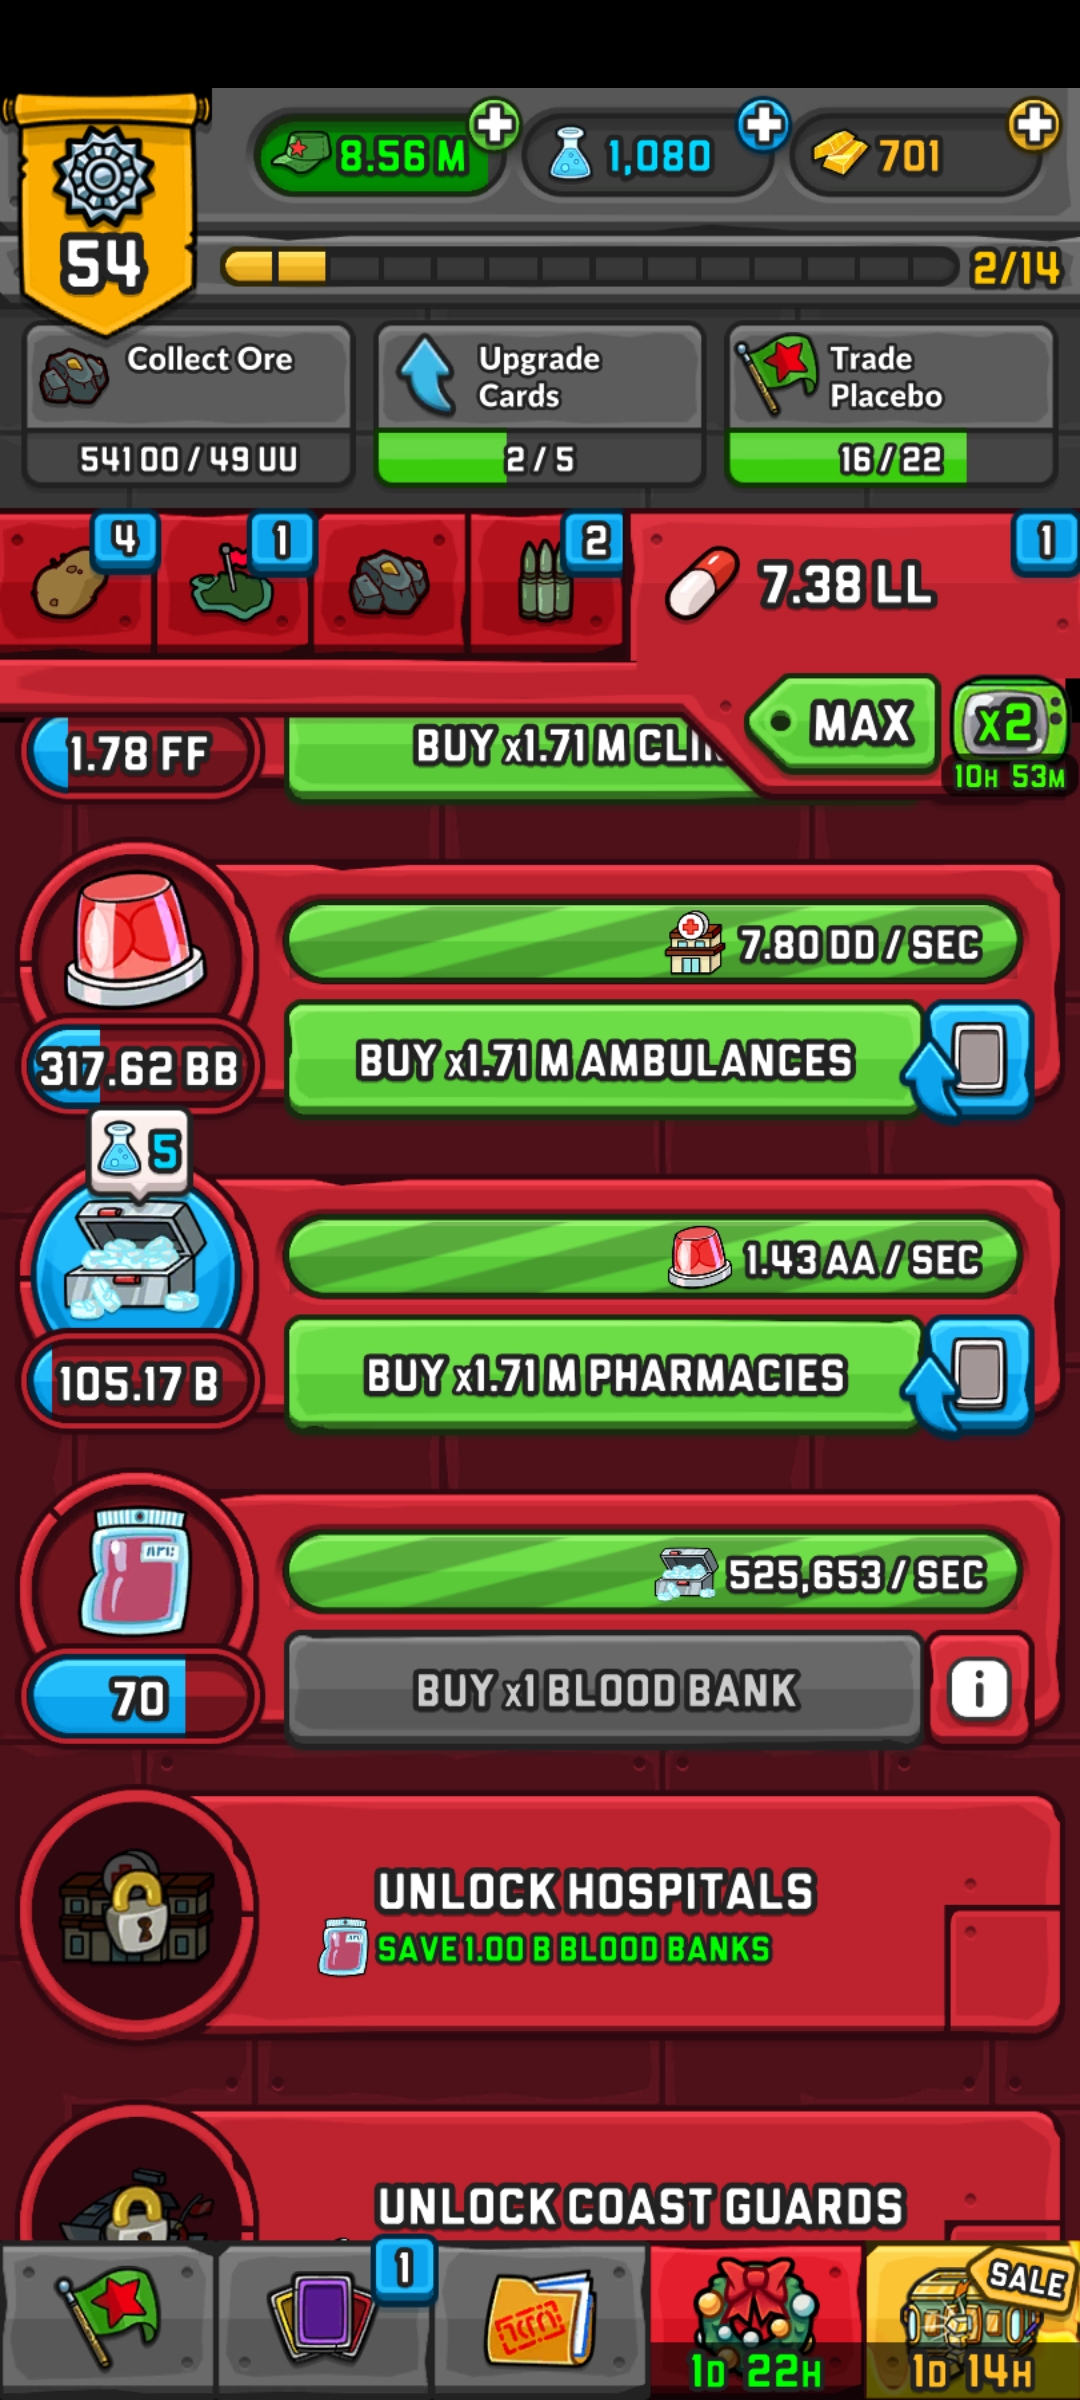 54
8.56 M
1,080
701
2/14
Collect Ore
541 OO / 49 UU
Upgrade
Cards
2 / 5
Trade
Placebo
16 / 22
4
1
2
7.38 LL
1
MAX
X2
10H 53M
1.78 FF
BUY x1.71 M CLI
7.80 DD / SEC
317.62 BB
BUY x1.71 M AMBULANCES
5
1.43 AA / SEC
105.17 B
BUY x1.71 M PHARMACIES
525,653 / SEC
70
BUY x1 BLOOD BANK
i
UNLOCK HOSPITALS
SAVE 1.00 B BLOOD BANKS
UNLOCK COAST GUARDS
1
SALE
1D 22H
1D 14H